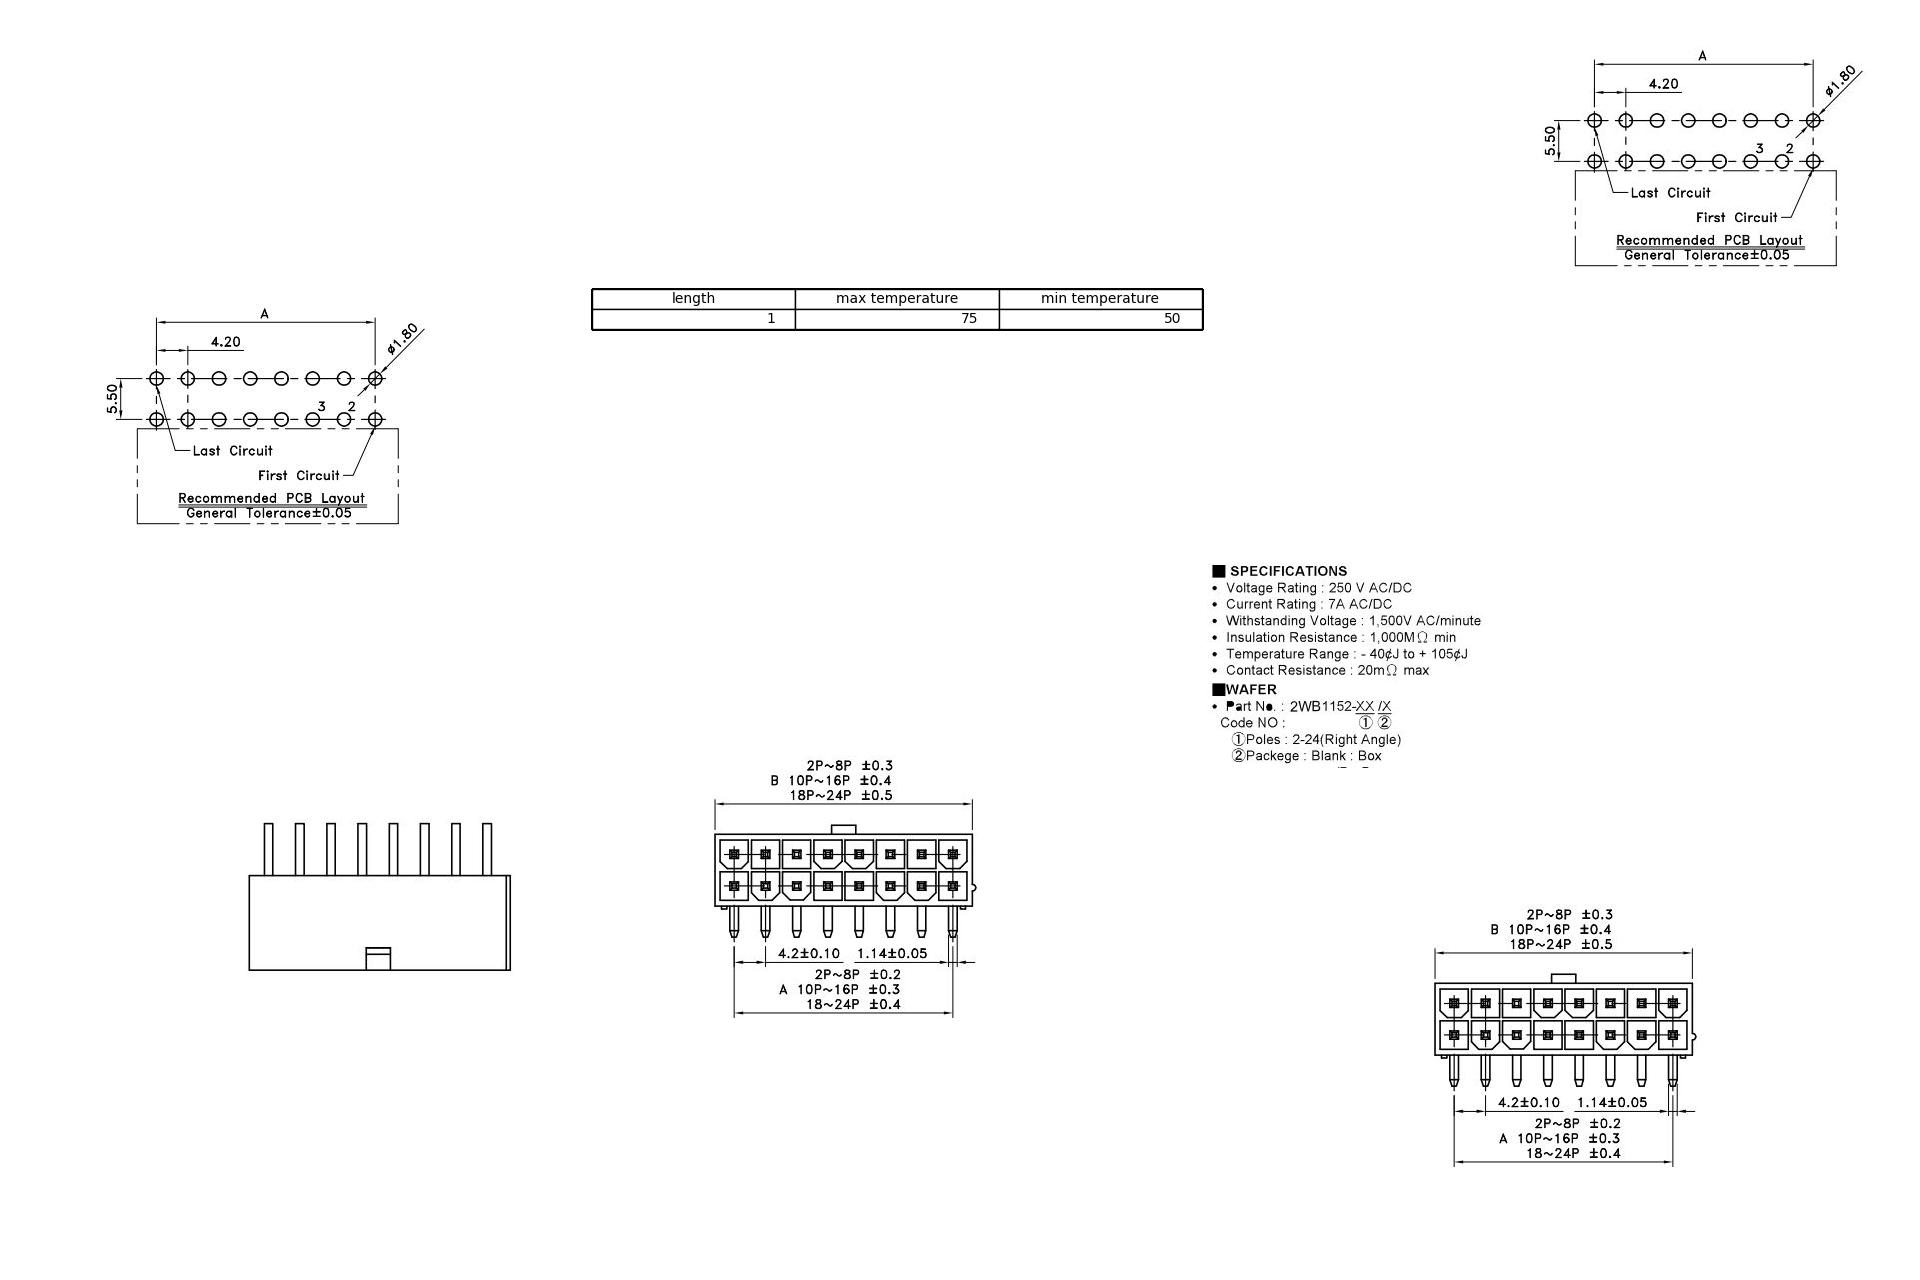 A
4.20
ø1.80
5.50
3 2
Last Circuit
First Circuit
Recommended PCB Layout
General Tolerance±0.05
length max temperature min temperature
1 75 50
A
4.20
ø1.80
5.50
3 2
Last Circuit
First Circuit
Recommended PCB Layout
General Tolerance±0.05
■ SPECIFICATIONS
• Voltage Rating : 250 V AC/DC
• Current Rating : 7A AC/DC
• Withstanding Voltage : 1,500V AC/minute
• Insulation Resistance : 1,000MΩ min
• Temperature Range : - 40¢J to + 105¢J
• Contact Resistance : 20mΩ max
■WAFER
• Part No. : 2WB1152-XX /X
Code NO : ① ②
①Poles : 2-24(Right Angle)
②Packege : Blank : Box
2P~8P ±0.3
B 10P~16P ±0.4
18P~24P ±0.5
4.2±0.10 1.14±0.05
2P~8P ±0.2
A 10P~16P ±0.3
18~24P ±0.4
2P~8P ±0.3
B 10P~16P ±0.4
18P~24P ±0.5
4.2±0.10 1.14±0.05
2P~8P ±0.2
A 10P~16P ±0.3
18~24P ±0.4